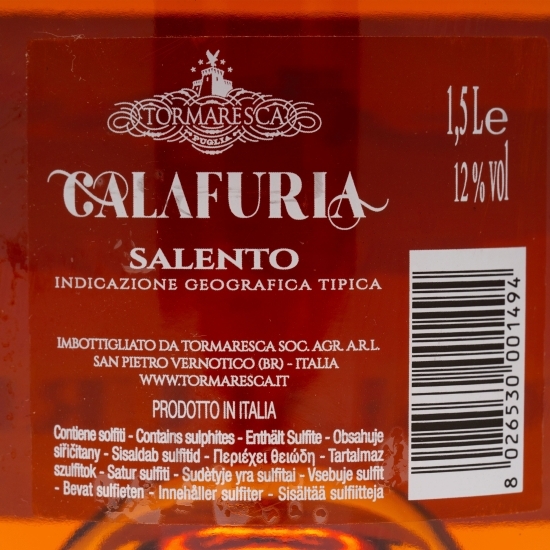 TORMARESCA
PUGLIA
CALAFURIA
SALENTO
INDICAZIONE GEOGRAFICA TIPICA
1,5L e
12% vol
IMBOTTIGLIATO DA TORMARESCA SOC. AGR. A R.L.
SAN PIETRO VERNOTICO (BR) - ITALIA
WWW.TORMARESCA.IT
PRODOTTO IN ITALIA
Contiene solfiti - Contains sulphites - Enthält Sulfite - Obsahuje
siřičitany - Sisaldab sulfitid - Περιέχει θειώδη - Tartalmaz
szulfitok - Satur sulfiti - Sudėtyje yra sulfitai - Vsebuje sulfit
- Bevat sulfieten - Innehåller sulfiter - Sisältää sulfiitteja
8 026530 001494